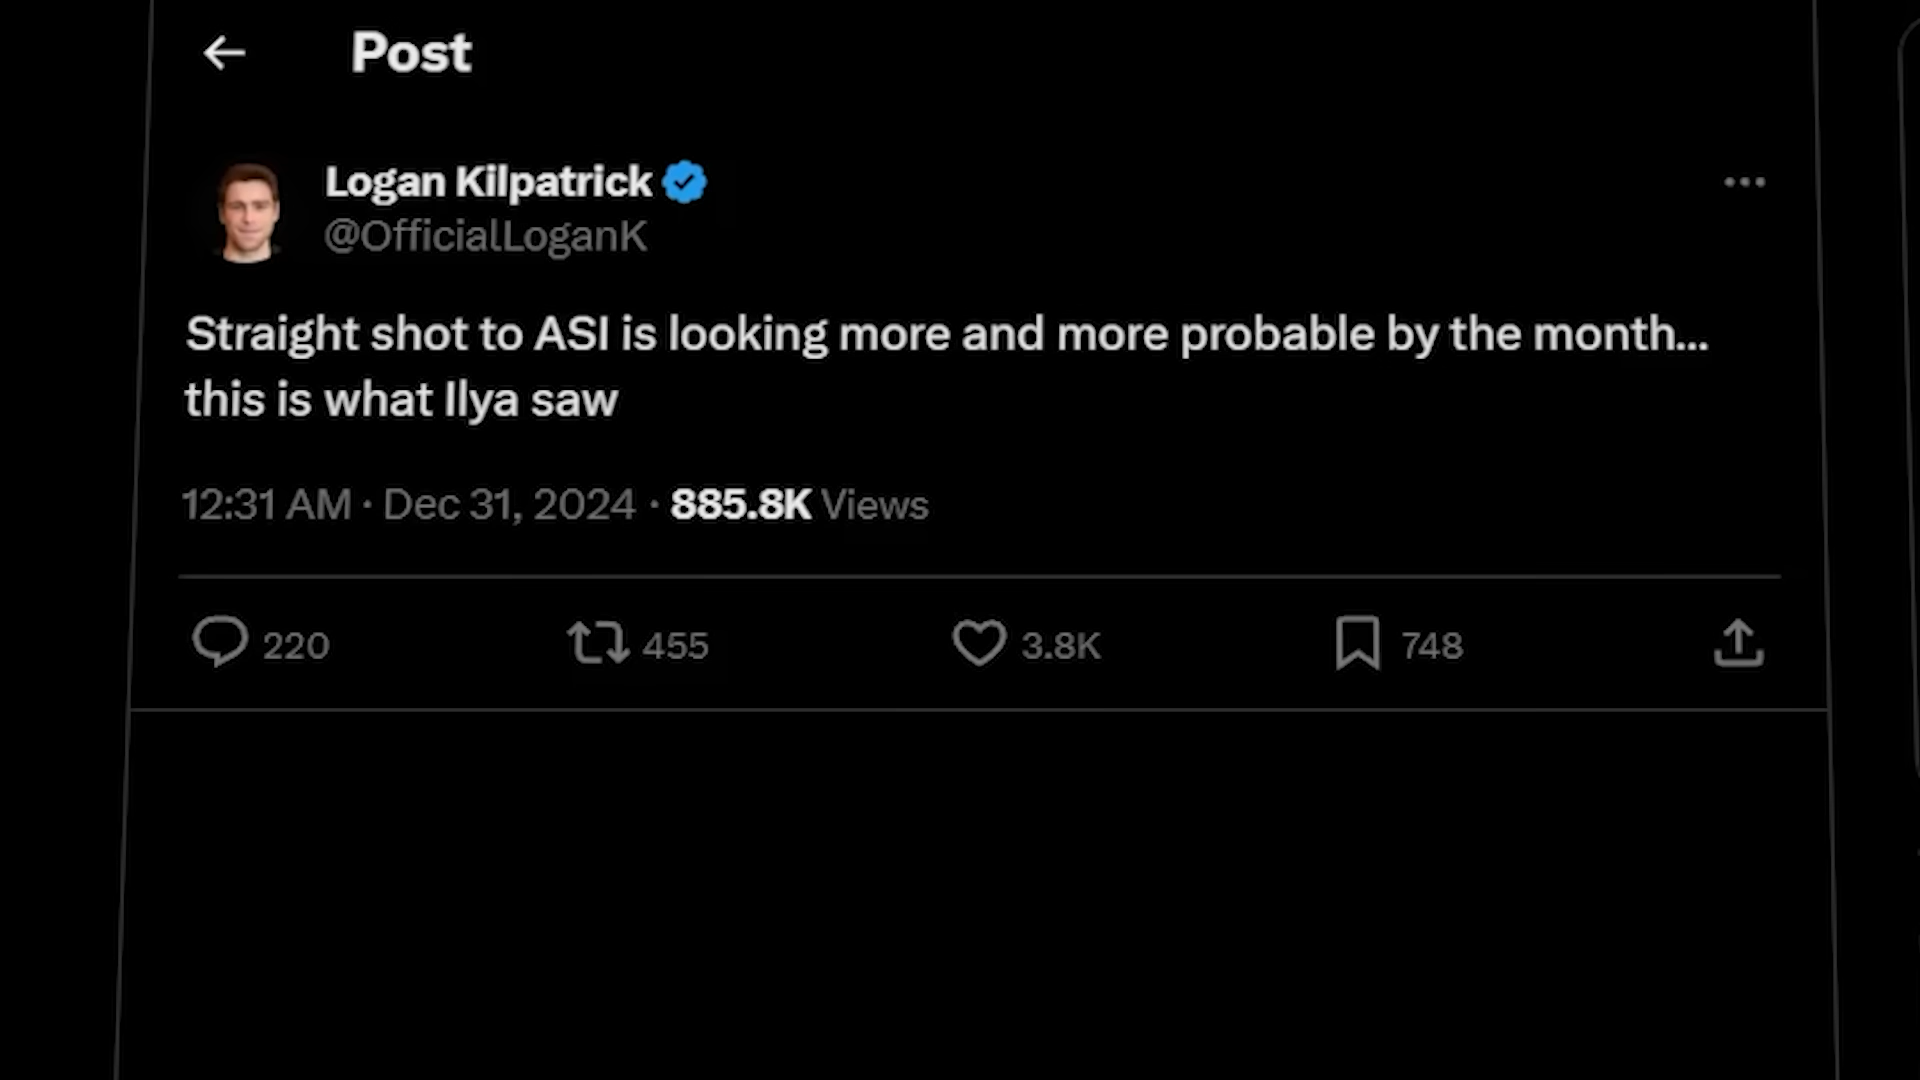 Post
Logan Kilpatrick
@OfficialLoganK
Straight shot to ASI is looking more and more probable by the month...
this is what Ilya saw
12:31 AM · Dec 31, 2024 · 885.8K Views
220 455 3.8K 748